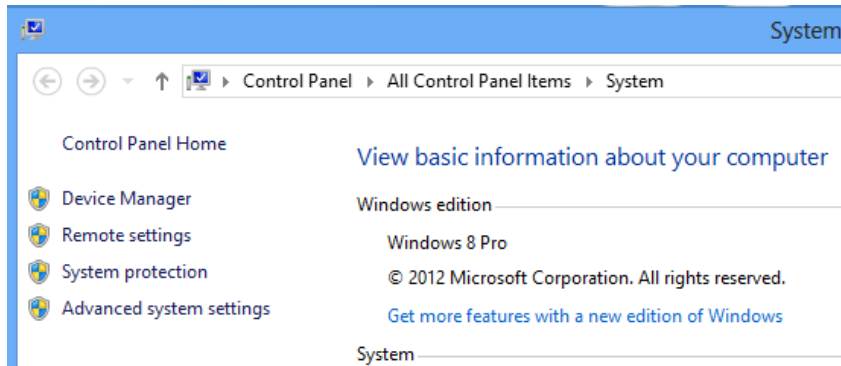 System
Control Panel ▸ All Control Panel Items ▸ System
Control Panel Home
Device Manager
Remote settings
System protection
Advanced system settings
View basic information about your computer
Windows edition
Windows 8 Pro
© 2012 Microsoft Corporation. All rights reserved.
Get more features with a new edition of Windows
System